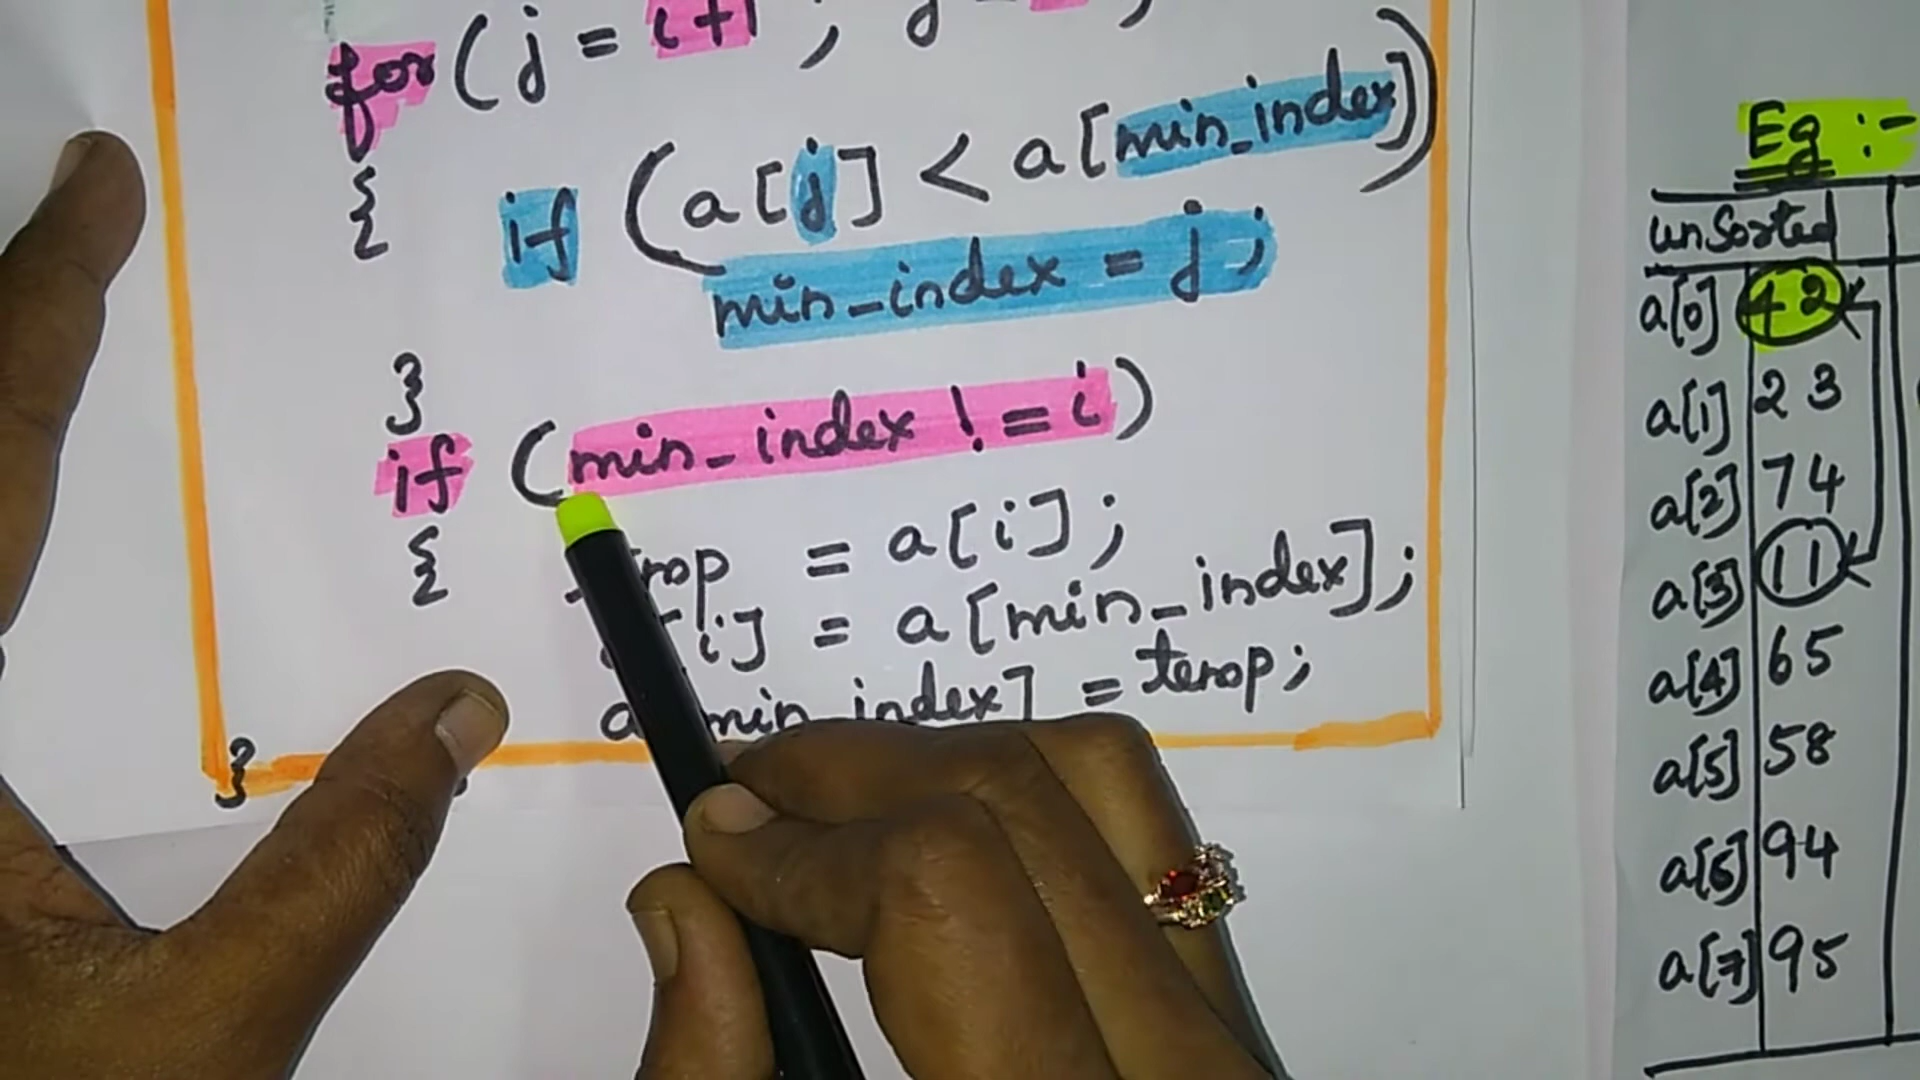 for (j = i+1 ; j
{
if (a[j] < a[min_index])
min_index = j;
}
if (min_index != i)
{
= a[i];
i] = a[min_index];
a min_index] = temp;
}
Eg :-
unSorted
a[0] 42
a[1] 23
a[2] 74
a[3] 11
a[4] 65
a[5] 58
a[6] 94
a[7] 95